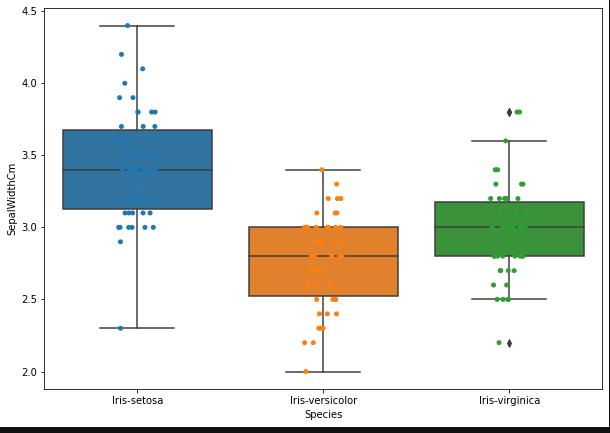 4.5
4.0
3.5
3.0
2.5
2.0
SepalWidthCm
Iris-setosa
Iris-versicolor
Iris-virginica
Species